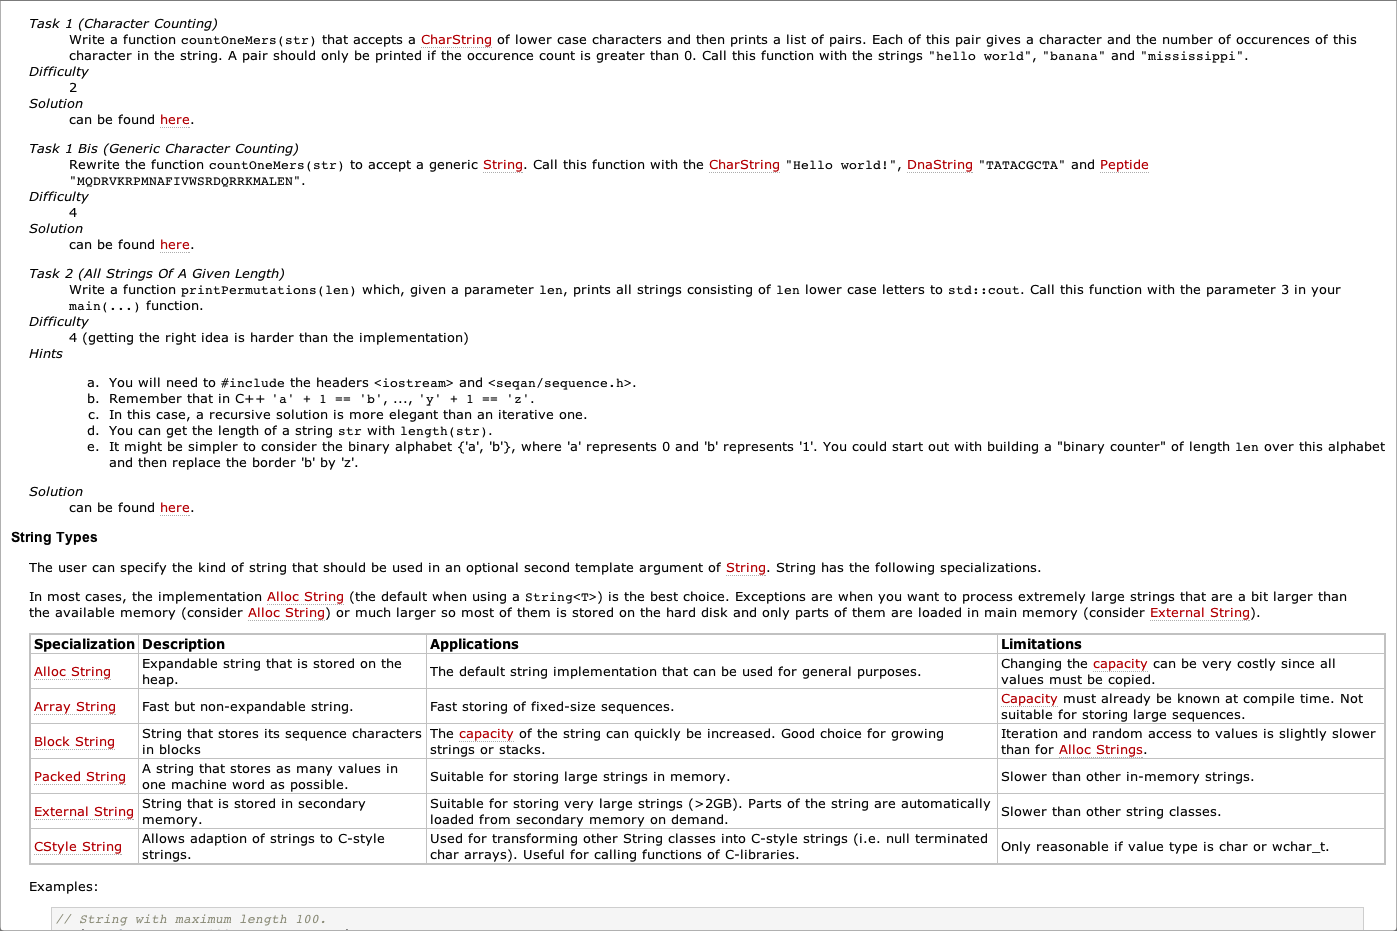 Task 1 (Character Counting)
Write a function countOneMers(str) that accepts a CharString of lower case characters and then prints a list of pairs. Each of this pair gives a character and the number of occurences of this
character in the string. A pair should only be printed if the occurence count is greater than 0. Call this function with the strings "hello world", "banana" and "mississippi".
Difficulty
2
Solution
can be found here.
Task 1 Bis (Generic Character Counting)
Rewrite the function countOneMers(str) to accept a generic String. Call this function with the CharString "Hello world!", DnaString "TATACGCTA" and Peptide
"MQDRVKRPMNAFIVWSRDQRRKMALEN".
Difficulty
4
Solution
can be found here.
Task 2 (All Strings Of A Given Length)
Write a function printPermutations(len) which, given a parameter len, prints all strings consisting of len lower case letters to std::cout. Call this function with the parameter 3 in your
main(...) function.
Difficulty
4 (getting the right idea is harder than the implementation)
Hints
a. You will need to #include the headers <iostream> and <seqan/sequence.h>.
b. Remember that in C++ 'a' + 1 == 'b', ..., 'y' + 1 == 'z'.
c. In this case, a recursive solution is more elegant than an iterative one.
d. You can get the length of a string str with length(str).
e. It might be simpler to consider the binary alphabet {'a', 'b'}, where 'a' represents 0 and 'b' represents '1'. You could start out with building a "binary counter" of length len over this alphabet
and then replace the border 'b' by 'z'.
Solution
can be found here.
String Types
The user can specify the kind of string that should be used in an optional second template argument of String. String has the following specializations.
In most cases, the implementation Alloc String (the default when using a String<T>) is the best choice. Exceptions are when you want to process extremely large strings that are a bit larger than
the available memory (consider Alloc String) or much larger so most of them is stored on the hard disk and only parts of them are loaded in main memory (consider External String).
Specialization Description Applications Limitations
Alloc String Expandable string that is stored on the heap. The default string implementation that can be used for general purposes. Changing the capacity can be very costly since all values must be copied.
Array String Fast but non-expandable string. Fast storing of fixed-size sequences. Capacity must already be known at compile time. Not suitable for storing large sequences.
Block String String that stores its sequence characters in blocks The capacity of the string can quickly be increased. Good choice for growing strings or stacks. Iteration and random access to values is slightly slower than for Alloc Strings.
Packed String A string that stores as many values in one machine word as possible. Suitable for storing large strings in memory. Slower than other in-memory strings.
External String String that is stored in secondary memory. Suitable for storing very large strings (>2GB). Parts of the string are automatically loaded from secondary memory on demand. Slower than other string classes.
CStyle String Allows adaption of strings to C-style strings. Used for transforming other String classes into C-style strings (i.e. null terminated char arrays). Useful for calling functions of C-libraries. Only reasonable if value type is char or wchar_t.
Examples:
// String with maximum length 100.